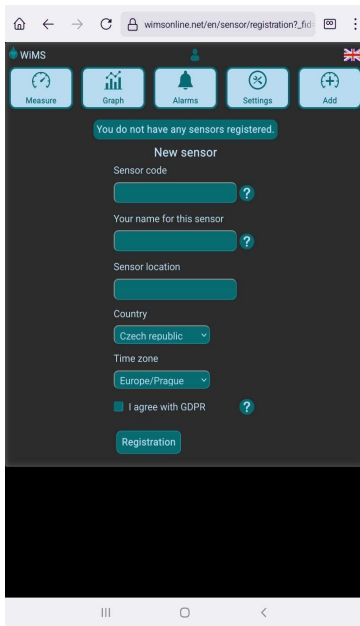 wimsonline.net/en/sensor/registration?_fid=
WiMS
Measure
Graph
Alarms
Settings
Add
You do not have any sensors registered.
New sensor
Sensor code
?
Your name for this sensor
?
Sensor location
Country
Czech republic
Time zone
Europe/Prague
I agree with GDPR
?
Registration